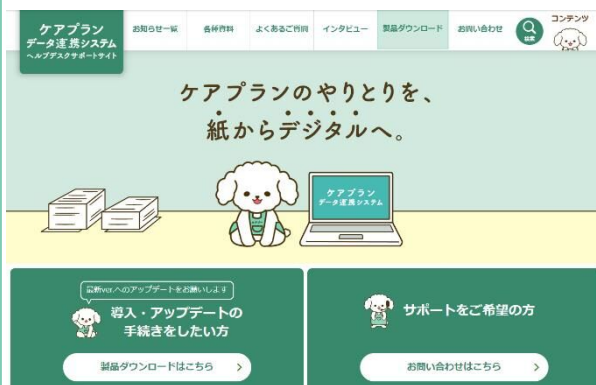 ケアプラン
データ連携システム
ヘルプデスクサポートサイト
お知らせ一覧
各種資料
よくあるご質問
インタビュー
製品ダウンロード
お問い合わせ
検索
コンテンツ
ケアプランのやりとりを、
紙からデジタルへ。
ケアプラン
データ連携システム
最新ver.へのアップデートをお願いします
導入・アップデートの
手続きをしたい方
製品ダウンロードはこちら
サポートをご希望の方
お問い合わせはこちら